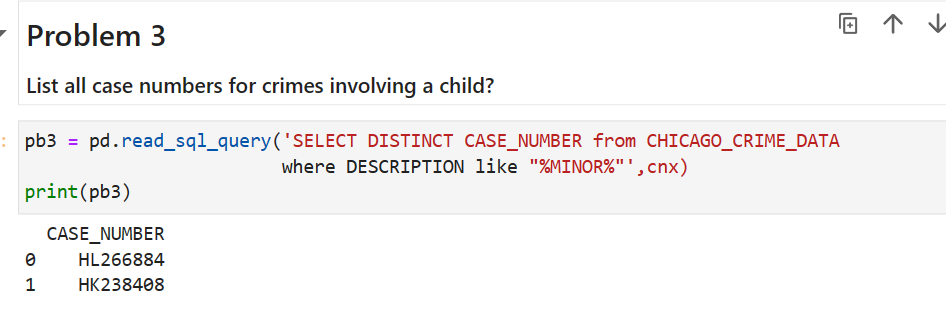 Problem 3
List all case numbers for crimes involving a child?
: pb3 = pd.read_sql_query('SELECT DISTINCT CASE_NUMBER from CHICAGO_CRIME_DATA
where DESCRIPTION like "%MINOR%"',cnx)
print(pb3)
CASE_NUMBER
0 HL266884
1 HK238408